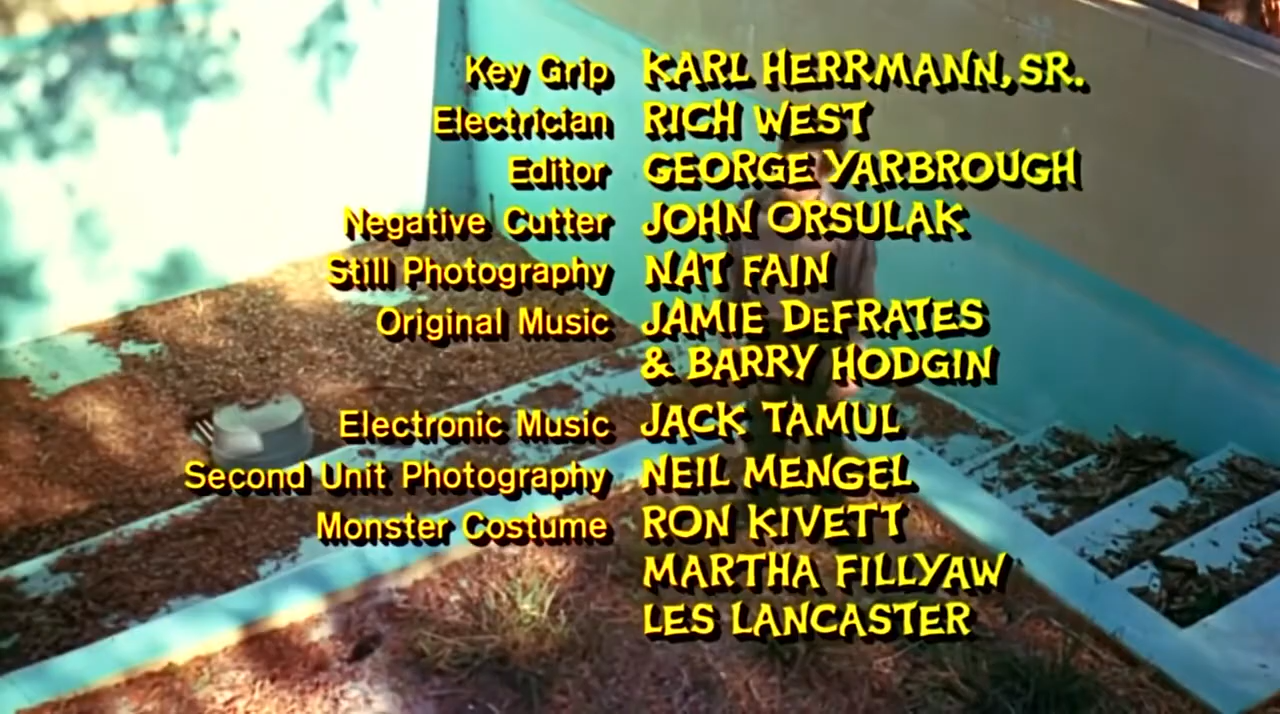 Key Grip KARL HERRMANN, SR.
Electrician RICH WEST
Editor GEORGE YARBROUGH
Negative Cutter JOHN ORSULAK
Still Photography NAT FAIN
Original Music JAMIE DEFRATES
& BARRY HODGIN
Electronic Music JACK TAMUL
Second Unit Photography NEIL MENGEL
Monster Costume RON KIVETT
MARTHA FILLYAW
LES LANCASTER